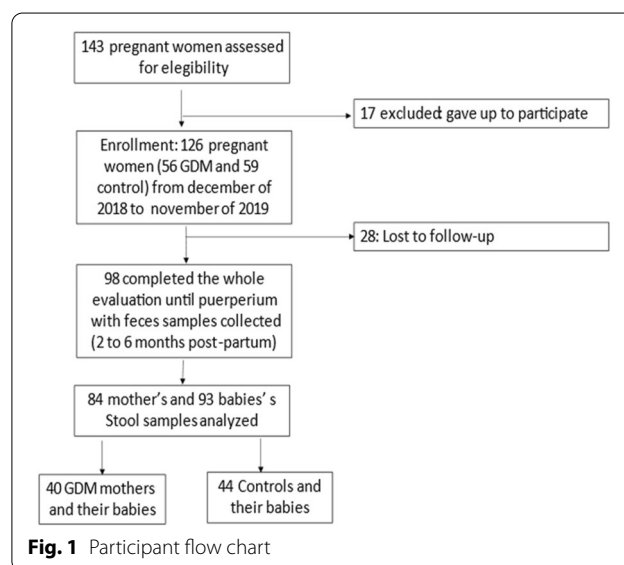 143 pregnant women assessed
for elegibility
17 excluded: gave up to participate
Enrollment: 126 pregnant
women (56 GDM and 59
control) from december of
2018 to november of 2019
28: Lost to follow-up
98 completed the whole
evaluation until puerperium
with feces samples collected
(2 to 6 months post-partum)
84 mother's and 93 babies' s
Stool samples analyzed
40 GDM mothers
and their babies
44 Controls and
their babies
Fig. 1 Participant flow chart